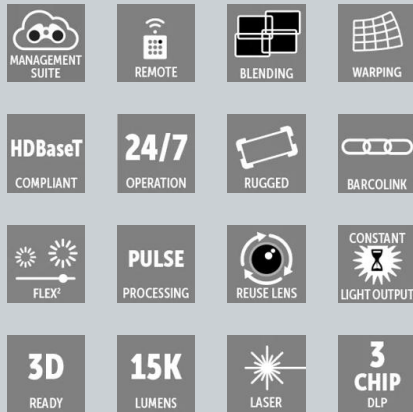 MANAGEMENT
SUITE
REMOTE
BLENDING
WARPING
HDBaseT
COMPLIANT
24/7
OPERATION
RUGGED
BARCOLINK
FLEX²
PULSE
PROCESSING
REUSE LENS
CONSTANT
LIGHT OUTPUT
3D
READY
15K
LUMENS
LASER
3
CHIP
DLP